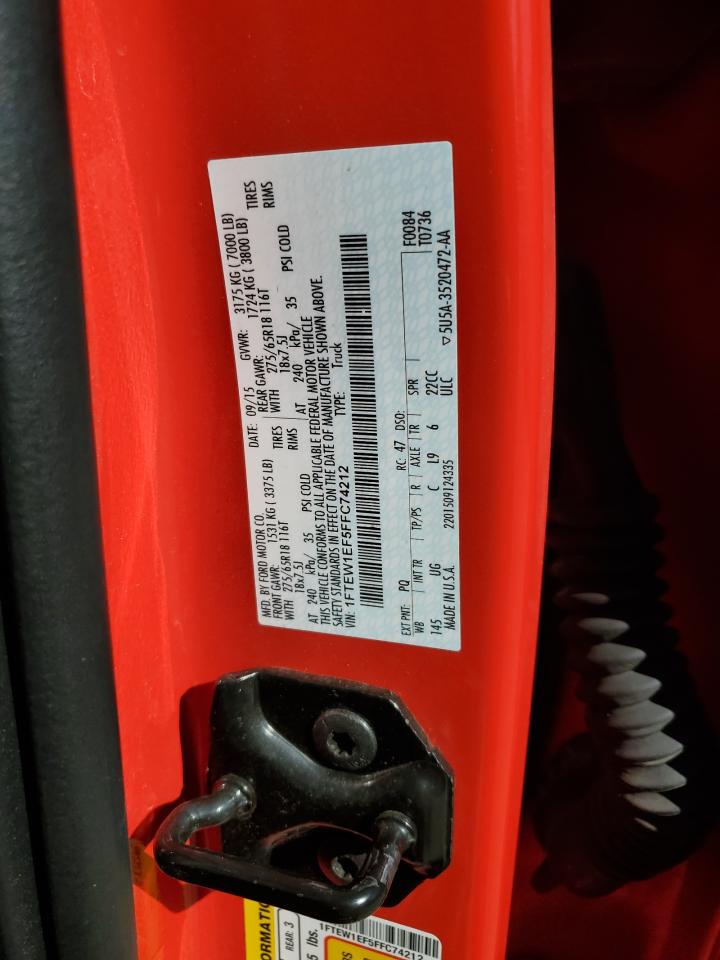 MFD. BY FORD MOTOR CO. DATE: 09/15 GVWR: 3175 KG ( 7000 LB)
FRONT GAWR: 1531 KG ( 3375 LB) REAR GAWR: 1724 KG ( 3800 LB)
WITH 275/65R18 116T TIRES WITH 275/65R18 116T TIRES
18x7.5J RIMS 18x7.5J RIMS
AT 240 kPa/ 35 PSI COLD AT 240 kPa/ 35 PSI COLD
THIS VEHICLE CONFORMS TO ALL APPLICABLE FEDERAL MOTOR VEHICLE
SAFETY STANDARDS IN EFFECT ON THE DATE OF MANUFACTURE SHOWN ABOVE.
VIN: 1FTEW1EF5FFC74212 TYPE: Truck
EXT PNT: PQ RC: 47 DSO: F0084
WB INT TR TP/PS R AXLE TR SPR T0736
145 UG C L9 6 22CC
MADE IN U.S.A. 2201509124335 ULC ▽5U5A-3520472-AA
ORMATIO
REAR: 3
lbs.
1FTEW1EF5FFC74212